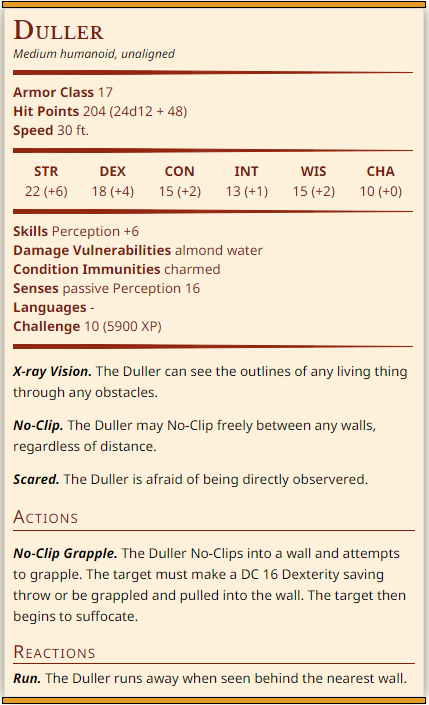 Duller
Medium humanoid, unaligned
Armor Class 17
Hit Points 204 (24d12 + 48)
Speed 30 ft.
STR DEX CON INT WIS CHA
22 (+6) 18 (+4) 15 (+2) 13 (+1) 15 (+2) 10 (+0)
Skills Perception +6
Damage Vulnerabilities almond water
Condition Immunities charmed
Senses passive Perception 16
Languages -
Challenge 10 (5900 XP)
X-ray Vision. The Duller can see the outlines of any living thing
through any obstacles.
No-Clip. The Duller may No-Clip freely between any walls,
regardless of distance.
Scared. The Duller is afraid of being directly observered.
Actions
No-Clip Grapple. The Duller No-Clips into a wall and attempts
to grapple. The target must make a DC 16 Dexterity saving
throw or be grappled and pulled into the wall. The target then
begins to suffocate.
Reactions
Run. The Duller runs away when seen behind the nearest wall.